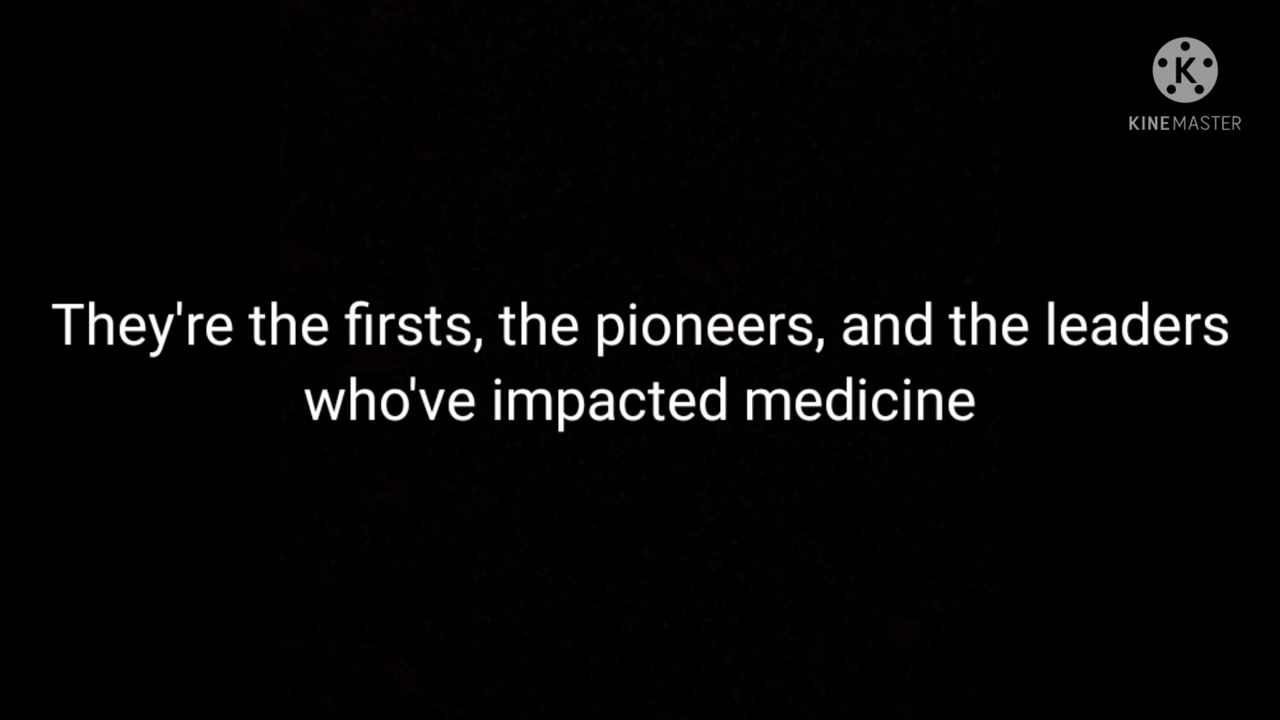 K
KINEMASTER
They're the firsts, the pioneers, and the leaders
who've impacted medicine